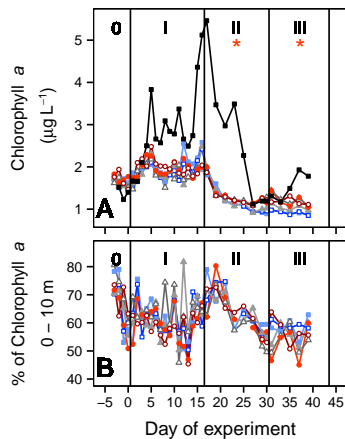 0 I II III
* *
5
4
3
2
1
Chlorophyll a
(µg L⁻¹)
A
0 I II III
80
70
60
50
40
% of Chlorophyll a
0 – 10 m
B
−5 0 5 10 15 20 25 30 35 40 45
Day of experiment